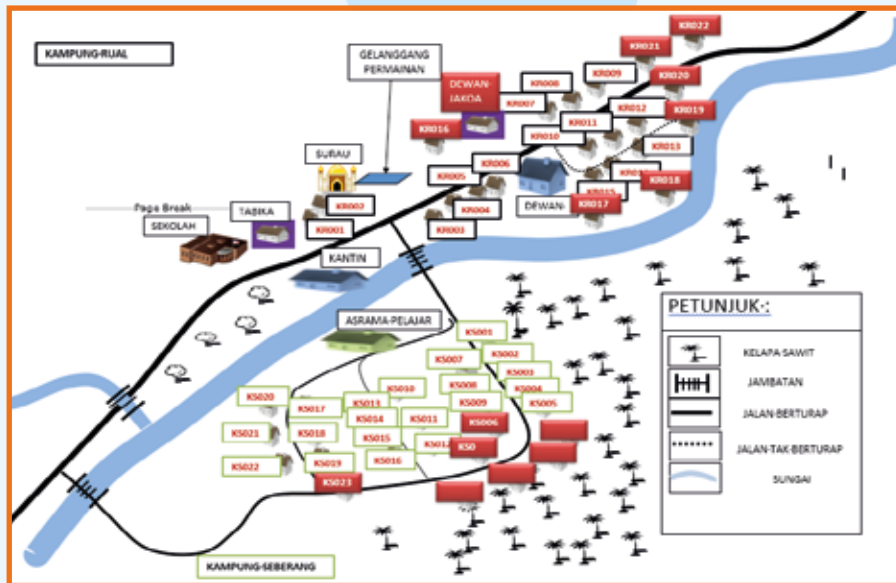 KAMPUNG-RUAL
GELANGGANG
PERMAINAN
DEWAN-
JAKOA
KR022
KR021
KR020
KR019
KR009
KR008
KR007
KR012
KR011
KR010
KR016
KR013
KR006
KR005
KR015
KR018
KR017
KR004
KR003
DEWAN-
SURAU
KR002
KR001
Papa Break
TABIKA
SEKOLAH
KANTIN
ASRAMA-PELAJAR
KS001
KS002
KS007
KS003
KS004
KS008
KS005
KS009
KS010
KS006
KS0
KS013
KS014
KS011
KS015
KS016
KS020
KS017
KS021
KS018
KS022
KS019
KS023
KAMPUNG-SEBERANG
PETUNJUK-:
KELAPA-SAWIT
JAMBATAN
JALAN-BERTURAP
JALAN-TAK-BERTURAP
SUNGAI